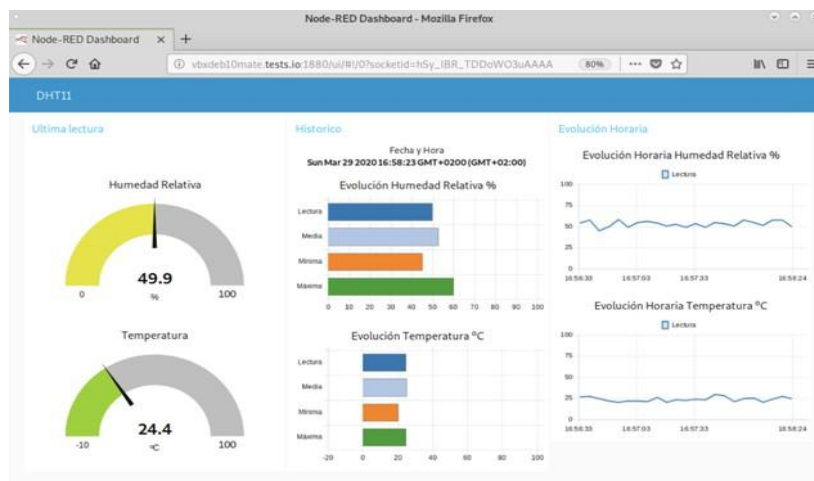 Node-RED Dashboard - Mozilla Firefox
Node-RED Dashboard × +
vbxdeb10mate.tests.io:1880/ui/#!/0?socketid=hSy_IBR_TDDoWO3uAAAA 80%
DHT11
Ultima lectura
Humedad Relativa
49.9
%
0 100
Temperatura
24.4
ºC
-10 100
Historico
Fecha y Hora
Sun Mar 29 2020 16:58:23 GMT+0200 (GMT+02:00)
Evolución Humedad Relativa %
Lectura
Media
Minima
Máxima
0 10 20 30 40 50 60 70 80 90 100
Evolución Temperatura ºC
Lectura
Media
Minima
Máxima
-20 0 20 40 60 80 100
Evolución Horaria
Evolución Horaria Humedad Relativa %
Lectura
100
75
50
25
0
16:56:33 16:57:03 16:57:33 16:58:24
Evolución Horaria Temperatura ºC
Lectura
100
75
50
25
0
16:56:33 16:57:03 16:57:33 16:58:24